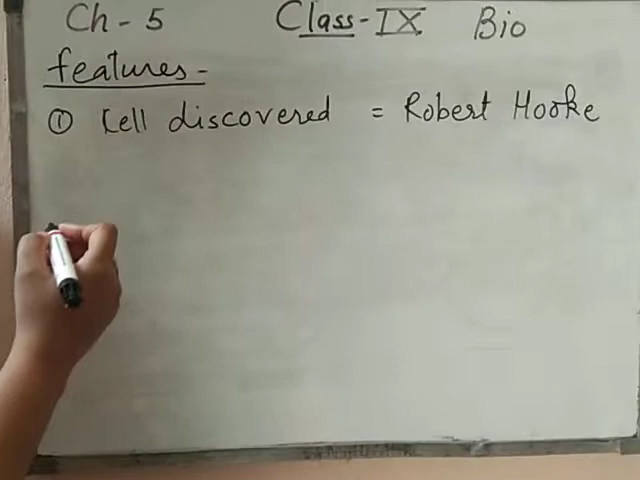 Ch - 5 Class - IX Bio
features -
① Cell discovered = Robert Hooke